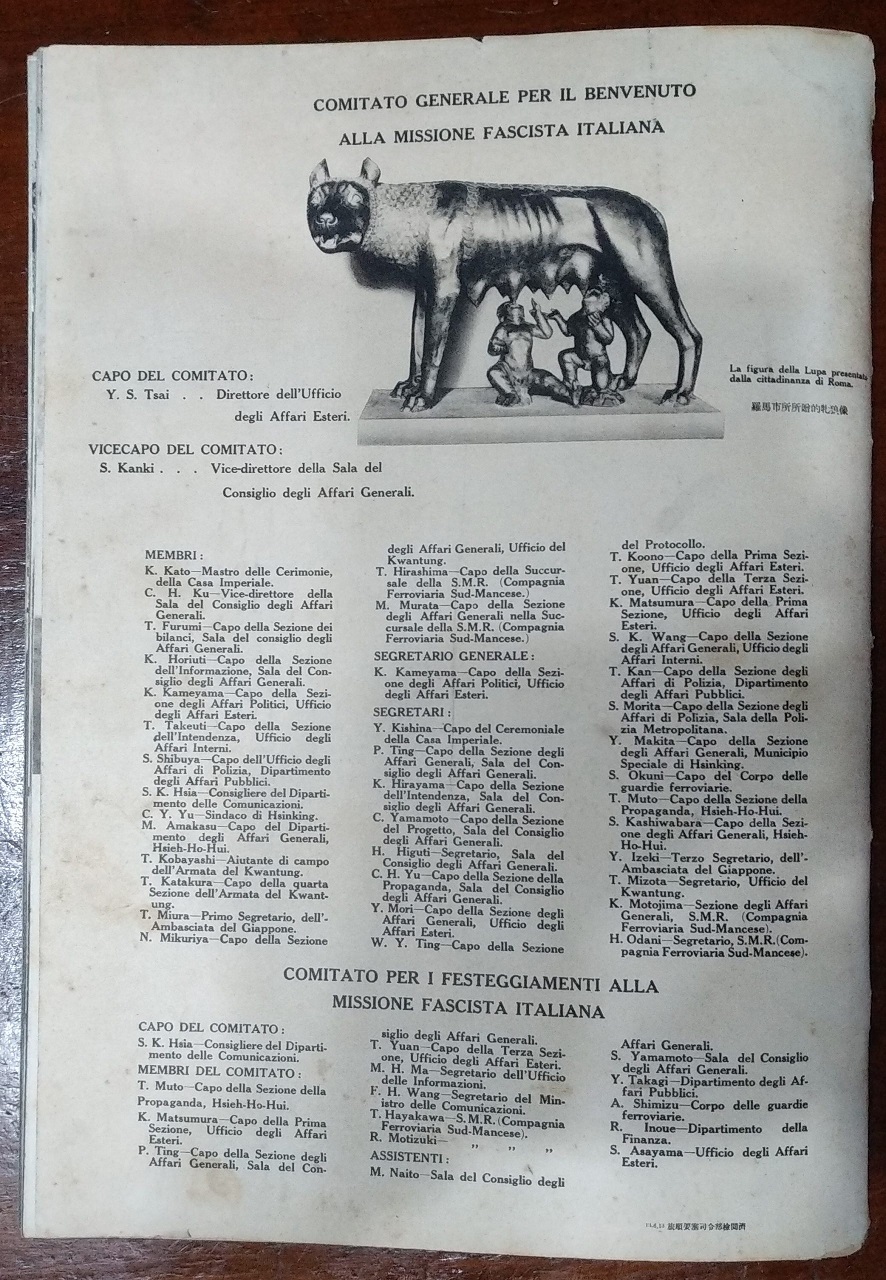 COMITATO GENERALE PER IL BENVENUTO
ALLA MISSIONE FASCISTA ITALIANA
La figura della Lupa presentata
dalla cittadinanza di Roma.
羅馬市所所贈的牝狼像
CAPO DEL COMITATO:
Y. S. Tsai . . Direttore dell'Ufficio
degli Affari Esteri.
VICECAPO DEL COMITATO:
S. Kanki . . . Vice-direttore della Sala del
Consiglio degli Affari Generali.
MEMBRI:
K. Kato—Mastro delle Cerimonie,
della Casa Imperiale.
C. H. Ku—Vice-direttore della
Sala del Consiglio degli Affari
Generali.
T. Furumi—Capo della Sezione dei
bilanci, Sala del consiglio degli
Affari Generali.
K. Horiuti—Capo della Sezione
dell'Informazione, Sala del Con-
siglio degli Affari Generali.
K. Kameyama—Capo della Sezi-
one degli Affari Politici, Ufficio
degli Affari Esteri.
T. Takeuti—Capo della Sezione
dell'Intendenza, Ufficio degli
Affari Interni.
S. Shibuya—Capo dell'Ufficio degli
Affari di Polizia, Dipartimento
degli Affari Pubblici.
S. K. Hsia—Consigliere del Diparti-
mento delle Comunicazioni.
C. Y. Yu—Sindaco di Hsinking.
M. Amakasu—Capo del Diparti-
mento degli Affari Generali,
Hsieh-Ho-Hui.
T. Kobayashi—Aiutante di campo
dell'Armata del Kwantung.
T. Katakura—Capo della quarta
Sezione dell'Armata del Kwant-
ung.
T. Miura—Primo Segretario, dell'-
Ambasciata del Giappone.
N. Mikuriya—Capo della Sezione
degli Affari Generali, Ufficio del
Kwantung.
T. Hirashima—Capo della Succur-
sale della S.M.R. (Compagnia
Ferroviaria Sud-Mancese.)
M. Murata—Capo della Sezione
degli Affari Generali nella Suc-
cursale della S.M.R. (Compagnia
Ferroviaria Sud-Mancese.)
SEGRETARIO GENERALE:
K. Kameyama—Capo della Sezi-
one degli Affari Politici, Ufficio
degli Affari Esteri.
SEGRETARI:
Y. Kishina—Capo del Ceremoniale
della Casa Imperiale.
P. Ting—Capo della Sezione degli
Affari Generali, Sala del Con-
siglio degli Affari Generali.
K. Hirayama—Capo della Sezione
dell'Intendenza, Sala del Con-
siglio degli Affari Generali.
C. Yamamoto—Capo della Sezione
del Progetto, Sala del Consiglio
degli Affari Generali.
H. Higuti—Segretario, Sala del
Consiglio degli Affari Generali.
C. H. Yu—Capo della Sezione della
Propaganda, Sala del Consiglio
degli Affari Generali.
Y. Mori—Capo della Sezione degli
Affari Generali, Ufficio degli
Affari Esteri.
W. Y. Ting—Capo della Sezione
del Protocollo.
T. Koono—Capo della Prima Sezi-
one, Ufficio degli Affari Esteri.
T. Yuan—Capo della Terza Sezi-
one, Ufficio degli Affari Esteri.
K. Matsumura—Capo della Prima
Sezione, Ufficio degli Affari
Esteri.
S. K. Wang—Capo della Sezione
degli Affari Generali, Ufficio degli
Affari Interni.
T. Kan—Capo della Sezione degli
Affari di Polizia, Dipartimento
degli Affari Pubblici.
S. Morita—Capo della Sezione degli
Affari di Polizia, Sala della Poli-
zia Metropolitana.
Y. Makita—Capo della Sezione
degli Affari Generali, Municipio
Speciale di Hsinking.
S. Okuni—Capo del Corpo delle
guardie ferroviarie.
T. Muto—Capo della Sezione della
Propaganda, Hsieh-Ho-Hui.
S. Kashiwabara—Capo della Sezi-
one degli Affari Generali, Hsieh-
Ho-Hui.
Y. Izeki—Terzo Segretario, dell'-
Ambasciata del Giappone.
T. Mizota—Segretario, Ufficio del
Kwantung.
K. Motojima—Sezione degli Affari
Generali, S.M.R. (Compagnia
Ferroviaria Sud-Mancese).
H. Odani—Segretario, S.M.R.(Com-
pagnia Ferroviaria Sud-Mancese).
COMITATO PER I FESTEGGIAMENTI ALLA
MISSIONE FASCISTA ITALIANA
CAPO DEL COMITATO:
S. K. Hsia—Consigliere del Diparti-
mento delle Comunicazioni.
MEMBRI DEL COMITATO:
T. Muto—Capo della Sezione della
Propaganda, Hsieh-Ho-Hui.
K. Matsumura—Capo della Prima
Sezione, Ufficio degli Affari
Esteri.
P. Ting—Capo della Sezione degli
Affari Generali, Sala del Con-
siglio degli Affari Generali.
T. Yuan—Capo della Terza Sezi-
one, Ufficio degli Affari Esteri.
M. H. Ma—Segretario dell'Ufficio
delle Informazioni.
F. H. Wang—Segretario del Min-
istro delle Comunicazioni.
T. Hayakawa—S.M.R. (Compagnia
Ferroviaria Sud-Mancese).
R. Motizuki— „ „ „
ASSISTENTI:
M. Naito—Sala del Consiglio degli
Affari Generali.
S. Yamamoto—Sala del Consiglio
degli Affari Generali.
Y. Takagi—Dipartimento degli Af-
fari Pubblici.
A. Shimizu—Corpo delle guardie
ferroviarie.
R. Inoue—Dipartimento della
Finanza.
S. Asayama—Ufficio degli Affari
Esteri.
濟閱檢部令司塞要順旅